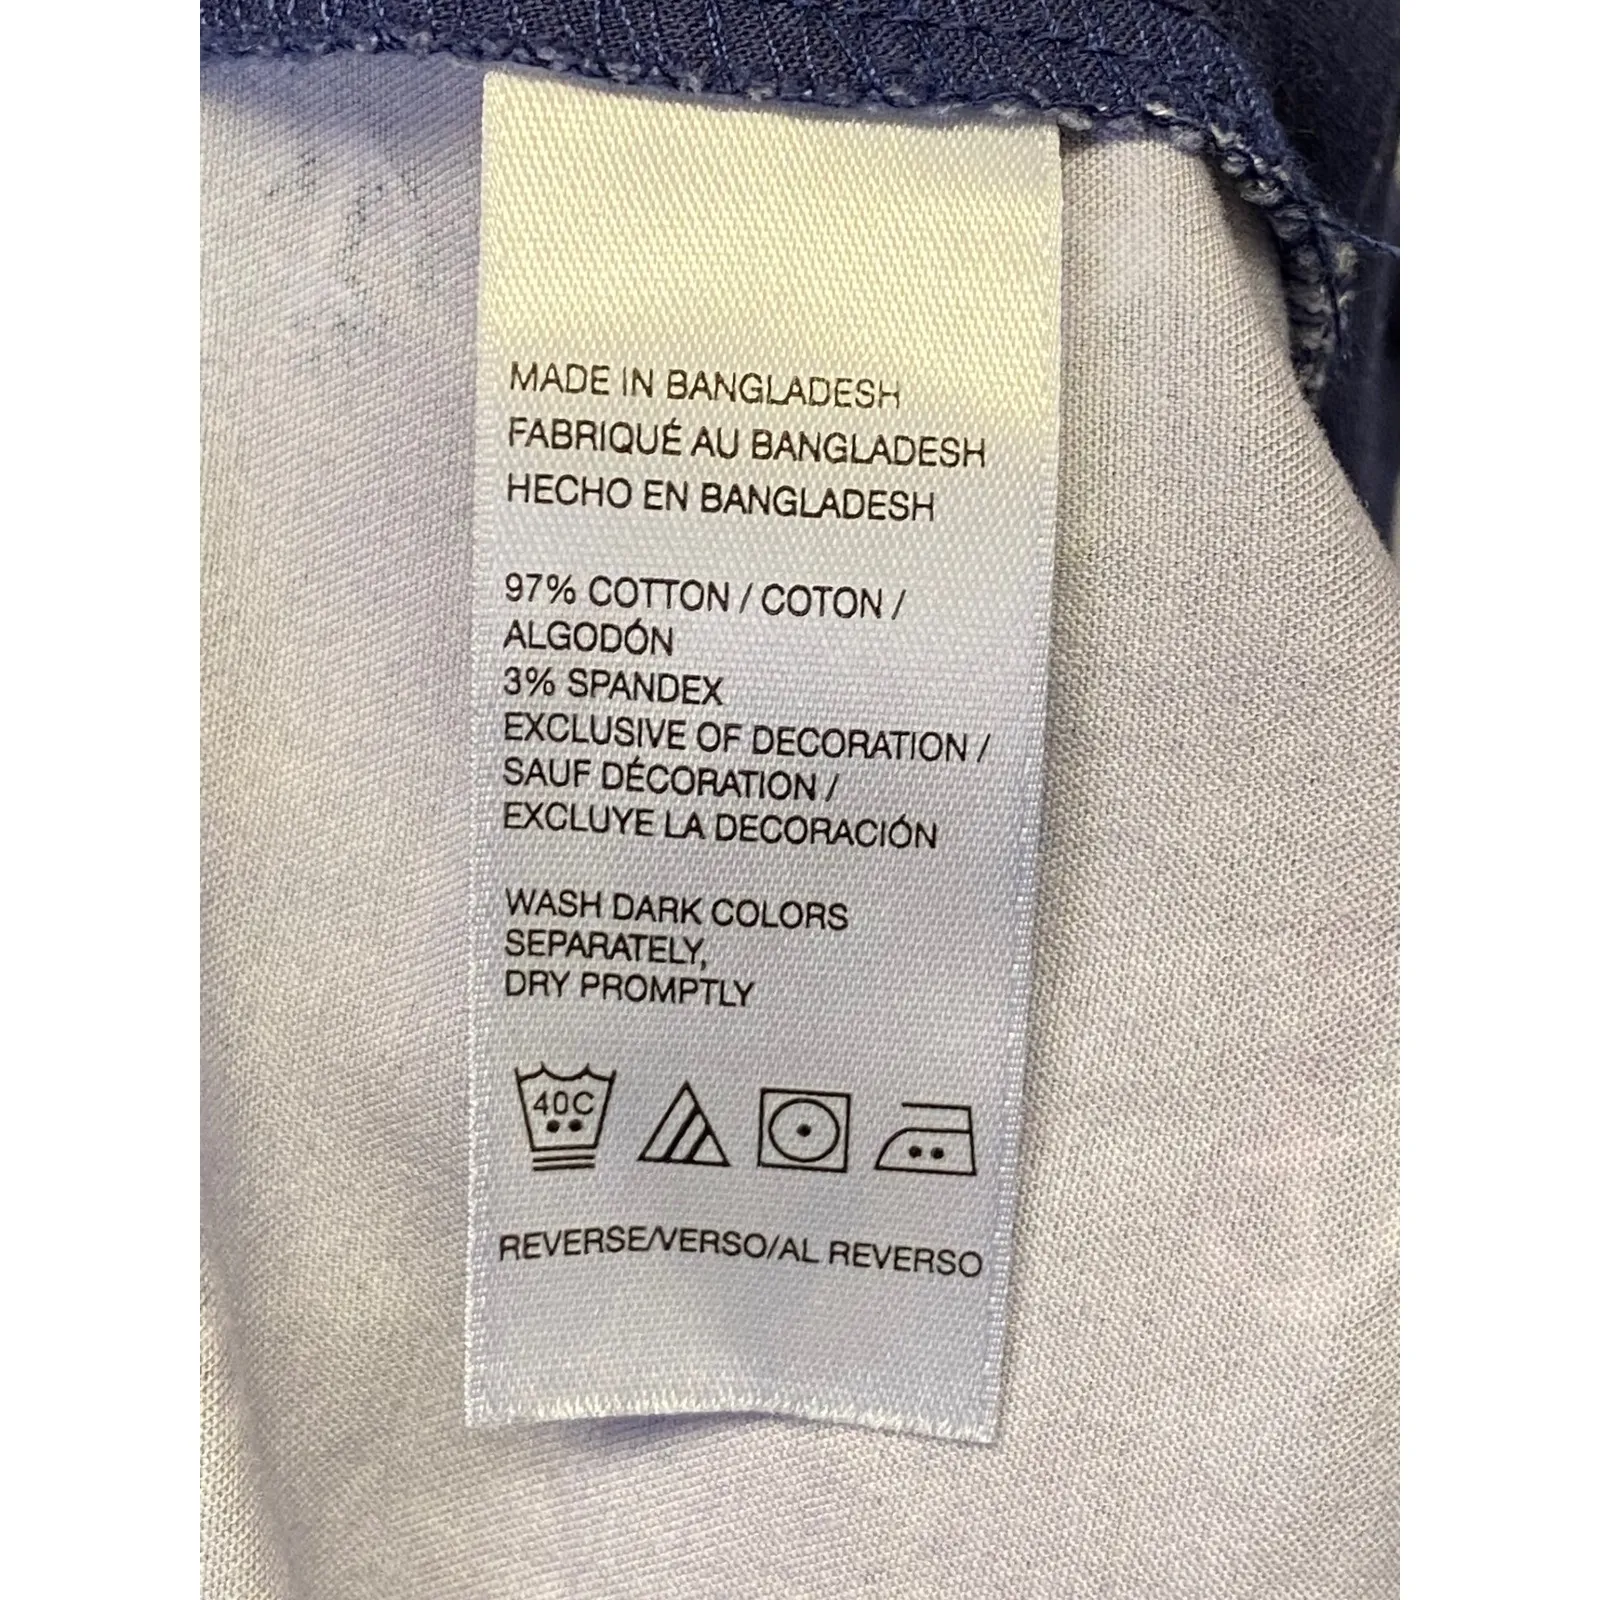 MADE IN BANGLADESH
FABRIQUÉ AU BANGLADESH
HECHO EN BANGLADESH
97% COTTON / COTON /
ALGODÓN
3% SPANDEX
EXCLUSIVE OF DECORATION /
SAUF DÉCORATION /
EXCLUYE LA DECORACIÓN
WASH DARK COLORS
SEPARATELY,
DRY PROMPTLY
40C
REVERSE/VERSO/AL REVERSO